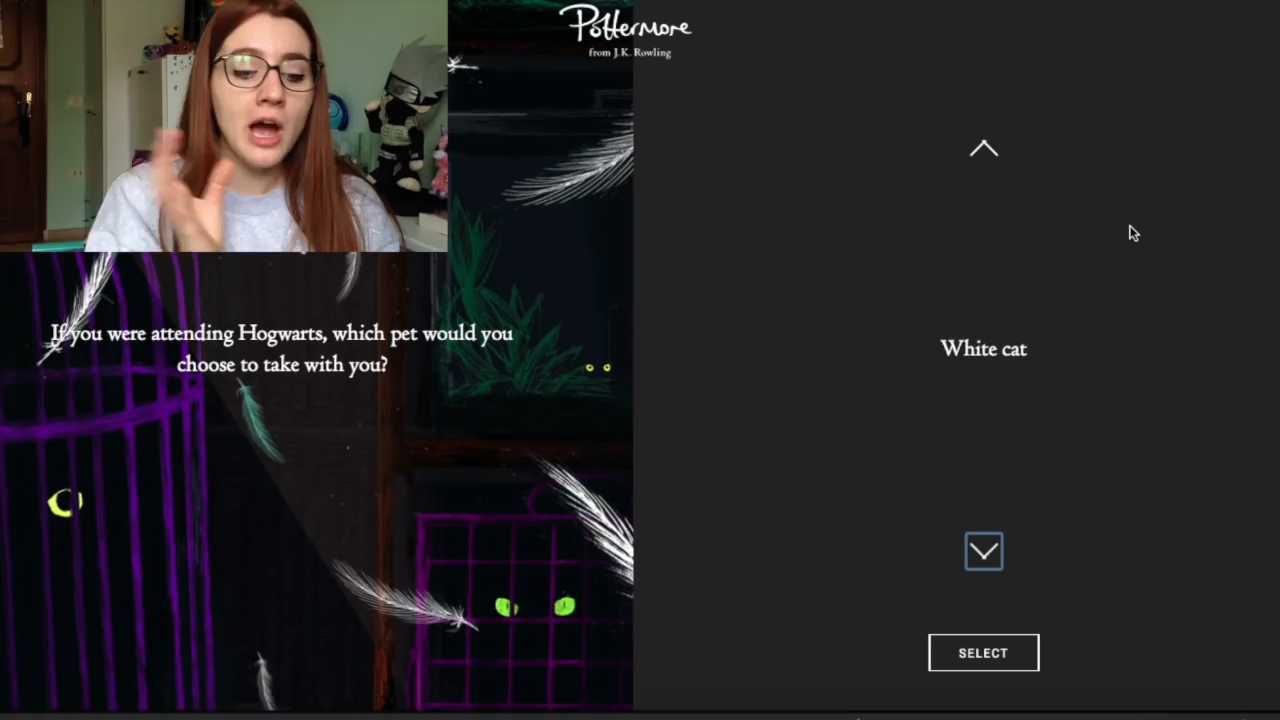 Pottermore
from J.K. Rowling
If you were attending Hogwarts, which pet would you
choose to take with you?
White cat
SELECT